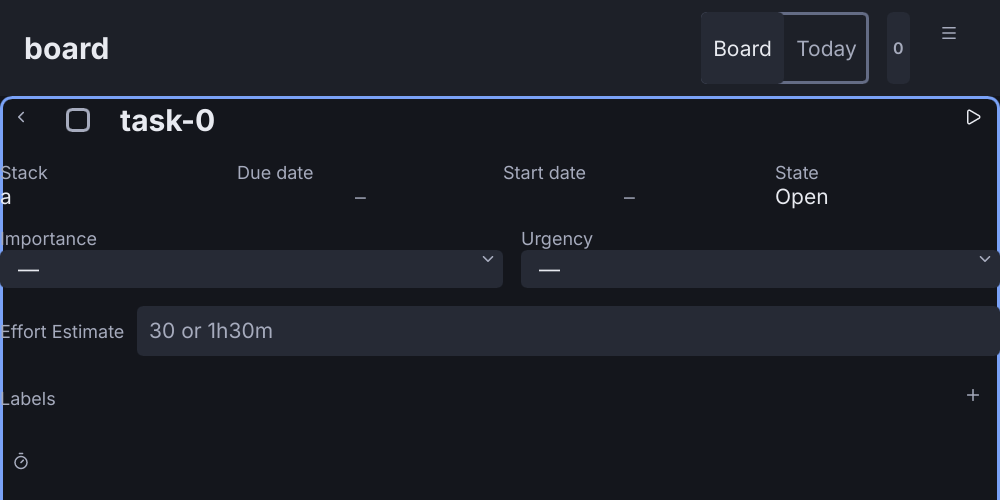 board
Board Today 0
task-0
Stack Due date Start date State
a – – Open
Importance Urgency
— —
Effort Estimate 30 or 1h30m
Labels +